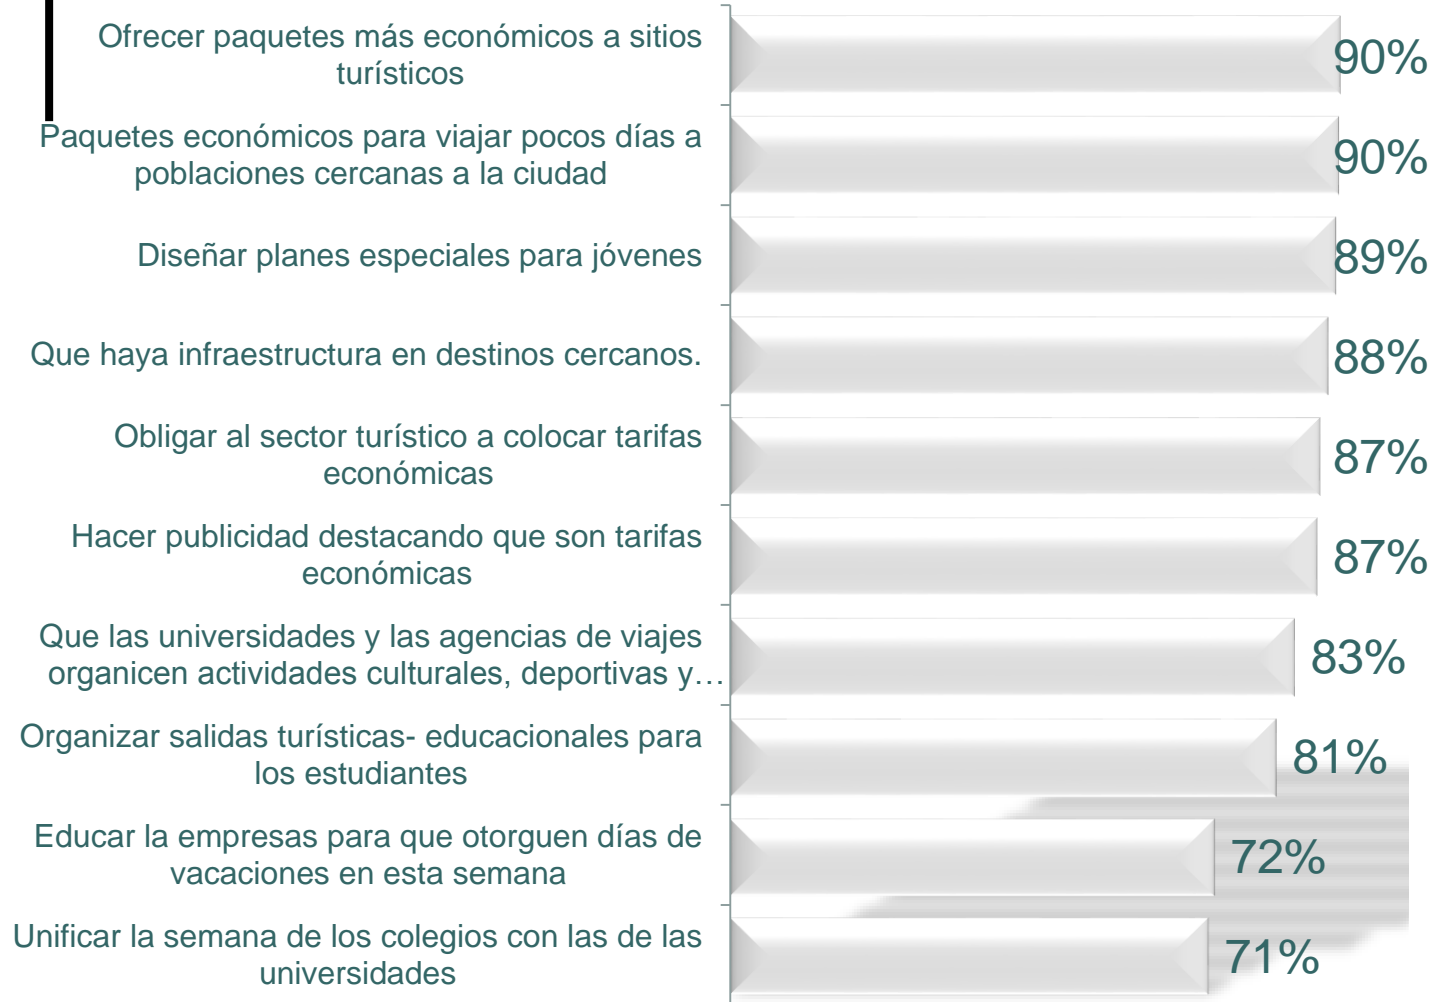 Ofrecer paquetes más económicos a sitios
turísticos
90%
Paquetes económicos para viajar pocos días a
poblaciones cercanas a la ciudad
90%
Diseñar planes especiales para jóvenes
89%
Que haya infraestructura en destinos cercanos.
88%
Obligar al sector turístico a colocar tarifas
económicas
87%
Hacer publicidad destacando que son tarifas
económicas
87%
Que las universidades y las agencias de viajes
organicen actividades culturales, deportivas y…
83%
Organizar salidas turísticas- educacionales para
los estudiantes
81%
Educar la empresas para que otorguen días de
vacaciones en esta semana
72%
Unificar la semana de los colegios con las de las
universidades
71%